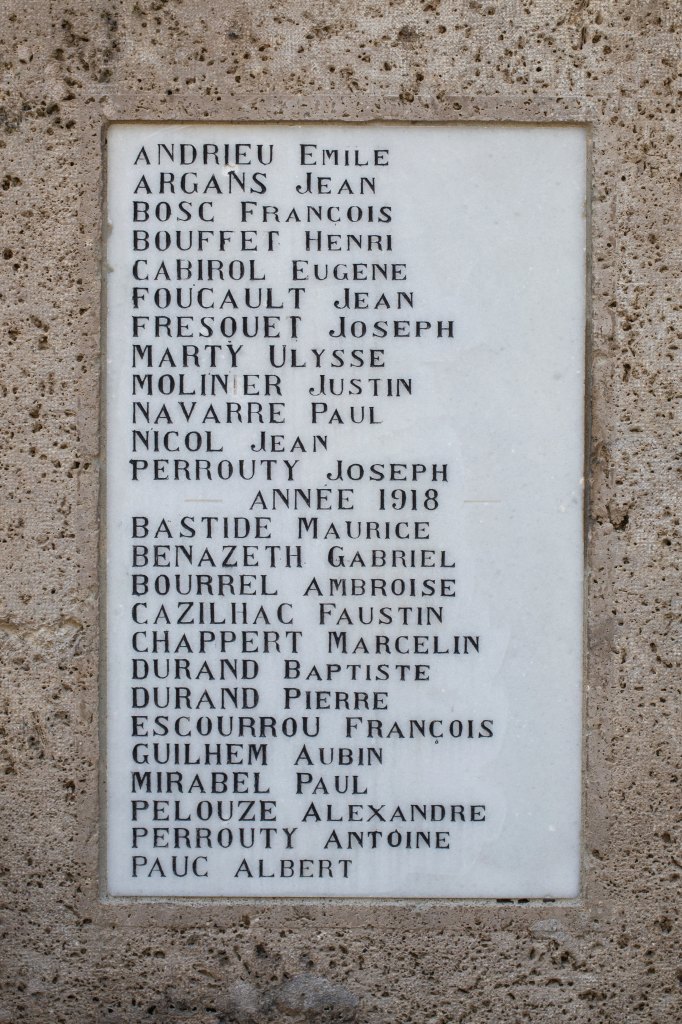 ANDRIEU EMILE
ARGANS JEAN
BOSC FRANÇOIS
BOUFFET HENRI
CABIROL EUGENE
FOUCAULT JEAN
FRESQUET JOSEPH
MARTY ULYSSE
MOLINIER JUSTIN
NAVARRE PAUL
NICOL JEAN
PERROUTY JOSEPH
— ANNÉE 1918 —
BASTIDE MAURICE
BENAZETH GABRIEL
BOURREL AMBROISE
CAZILHAC FAUSTIN
CHAPPERT MARCELIN
DURAND BAPTISTE
DURAND PIERRE
ESCOURROU FRANÇOIS
GUILHEM AUBIN
MIRABEL PAUL
PELOUZE ALEXANDRE
PERROUTY ANTOINE
PAUC ALBERT